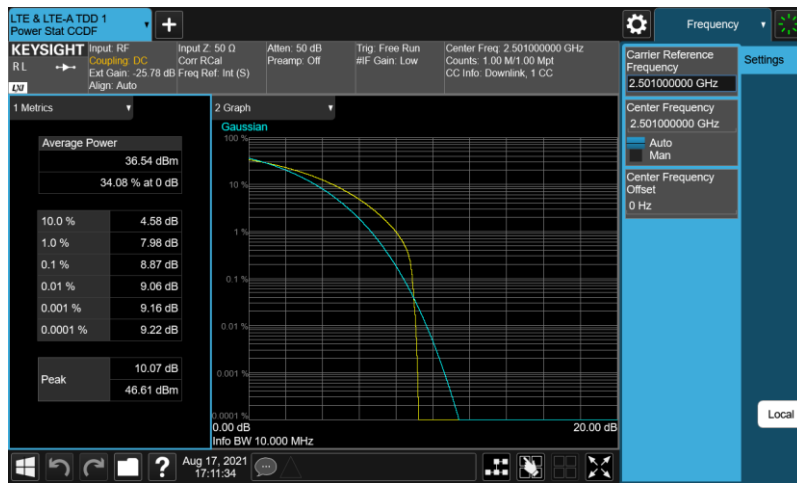 LTE & LTE-A TDD 1
Power Stat CCDF
Frequency
KEYSIGHT
R L
LXI
Input: RF
Coupling: DC
Ext Gain: -25.78 dB
Align: Auto
Input Z: 50 Ω
Corr RCal
Freq Ref: Int (S)
Atten: 50 dB
Preamp: Off
Trig: Free Run
#IF Gain: Low
Center Freq: 2.501000000 GHz
Counts: 1.00 M/1.00 Mpt
CC Info: Downlink, 1 CC
1 Metrics
Average Power
36.54 dBm
34.08 % at 0 dB
10.0 % 4.58 dB
1.0 % 7.98 dB
0.1 % 8.87 dB
0.01 % 9.06 dB
0.001 % 9.16 dB
0.0001 % 9.22 dB
Peak
10.07 dB
46.61 dBm
2 Graph
Gaussian
100 %
10 %
1 %
0.1 %
0.01 %
0.001 %
0.0001 %
0.00 dB 20.00 dB
Info BW 10.000 MHz
Carrier Reference
Frequency
2.501000000 GHz
Center Frequency
2.501000000 GHz
Auto
Man
Center Frequency
Offset
0 Hz
Settings
Local
?
Aug 17, 2021
17:11:34